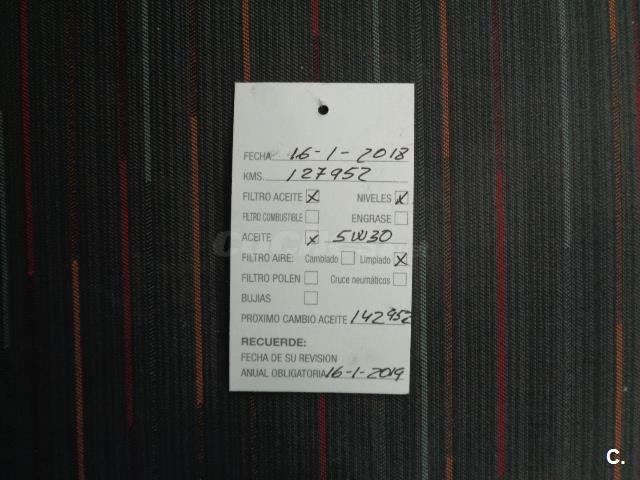 FECHA 16-1-2018
KMS. 127952
FILTRO ACEITE X NIVELES X
FILTRO COMBUSTIBLE ENGRASE
ACEITE X 5W30
FILTRO AIRE: Cambiado Limpiado X
FILTRO POLEN Cruce neumáticos
BUJIAS
PROXIMO CAMBIO ACEITE 142952
RECUERDE:
FECHA DE SU REVISION
ANUAL OBLIGATORIA 16-1-2019
C.